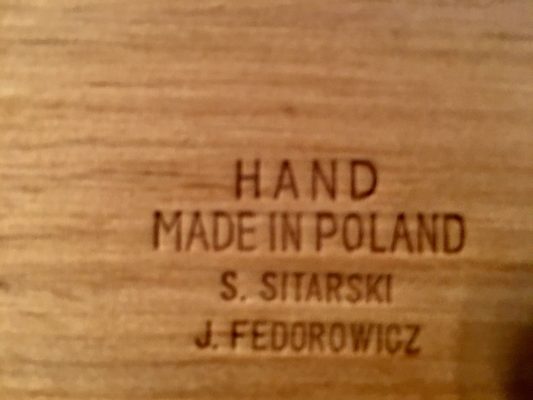 HAND
MADE IN POLAND
S. SITARSKI
J. FEDOROWICZ